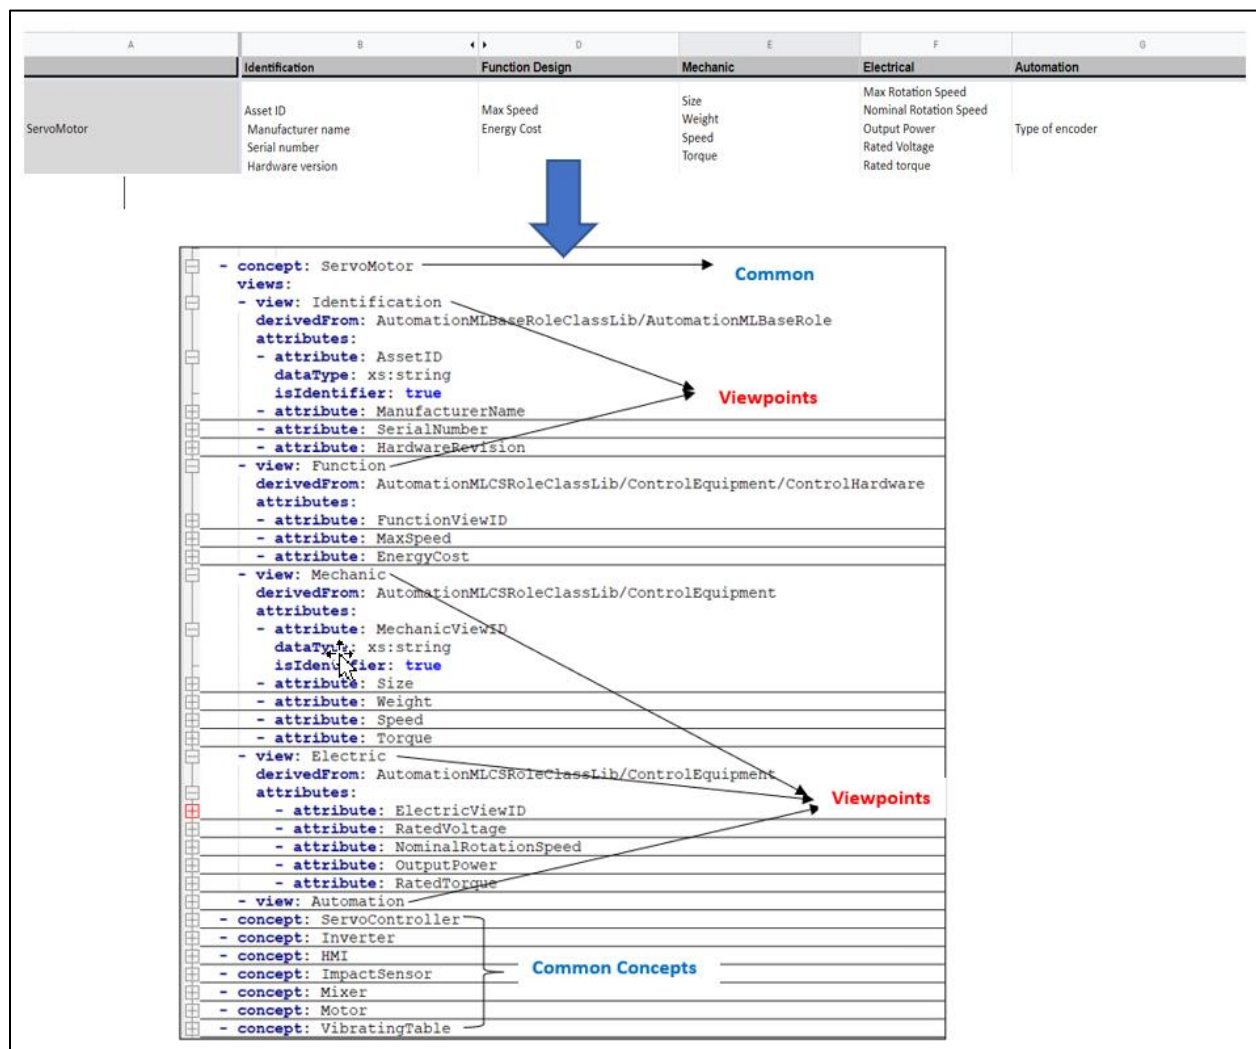 A B D E F G
Identification Function Design Mechanic Electrical Automation
ServoMotor
Asset ID
Manufacturer name
Serial number
Hardware version
Max Speed
Energy Cost
Size
Weight
Speed
Torque
Max Rotation Speed
Nominal Rotation Speed
Output Power
Rated Voltage
Rated torque
Type of encoder
- concept: ServoMotor
Common
views:
- view: Identification
derivedFrom: AutomationMLBaseRoleClassLib/AutomationMLBaseRole
attributes:
- attribute: AssetID
dataType: xs:string
isIdentifier: true
Viewpoints
- attribute: ManufacturerName
- attribute: SerialNumber
- attribute: HardwareRevision
- view: Function
derivedFrom: AutomationMLCSRoleClassLib/ControlEquipment/ControlHardware
attributes:
- attribute: FunctionViewID
- attribute: MaxSpeed
- attribute: EnergyCost
- view: Mechanic
derivedFrom: AutomationMLCSRoleClassLib/ControlEquipment
attributes:
- attribute: MechanicViewID
dataType: xs:string
isIdentifier: true
- attribute: Size
- attribute: Weight
- attribute: Speed
- attribute: Torque
- view: Electric
derivedFrom: AutomationMLCSRoleClassLib/ControlEquipment
attributes:
Viewpoints
- attribute: ElectricViewID
- attribute: RatedVoltage
- attribute: NominalRotationSpeed
- attribute: OutputPower
- attribute: RatedTorque
- view: Automation
- concept: ServoController
- concept: Inverter
- concept: HMI
- concept: ImpactSensor
- concept: Mixer
- concept: Motor
- concept: VibratingTable
Common Concepts